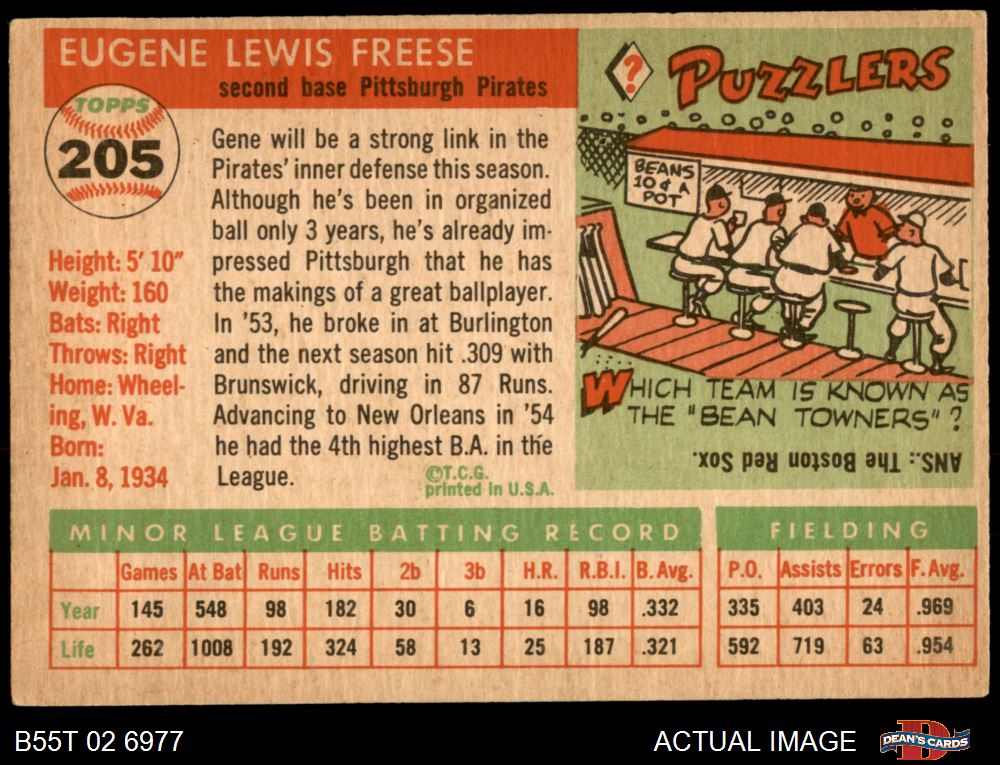 EUGENE LEWIS FREESE
second base Pittsburgh Pirates
TOPPS
205
Height: 5' 10"
Weight: 160
Bats: Right
Throws: Right
Home: Wheel-
ing, W. Va.
Born:
Jan. 8, 1934
Gene will be a strong link in the
Pirates' inner defense this season.
Although he's been in organized
ball only 3 years, he's already im-
pressed Pittsburgh that he has
the makings of a great ballplayer.
In '53, he broke in at Burlington
and the next season hit .309 with
Brunswick, driving in 87 Runs.
Advancing to New Orleans in '54
he had the 4th highest B.A. in the
League.
©T.C.G.
printed in U.S.A.
?
PUZZLERS
BEANS
10¢ A
POT
WHICH TEAM IS KNOWN AS
THE "BEAN TOWNERS"?
ANS.: The Boston Red Sox.
MINOR LEAGUE BATTING RECORD
Games At Bat Runs Hits 2b 3b H.R. R.B.I. B. Avg.
Year 145 548 98 182 30 6 16 98 .332
Life 262 1008 192 324 58 13 25 187 .321
FIELDING
P.O. Assists Errors F. Avg.
335 403 24 .969
592 719 63 .954
B55T 02 6977
ACTUAL IMAGE
D
DEAN'S CARDS